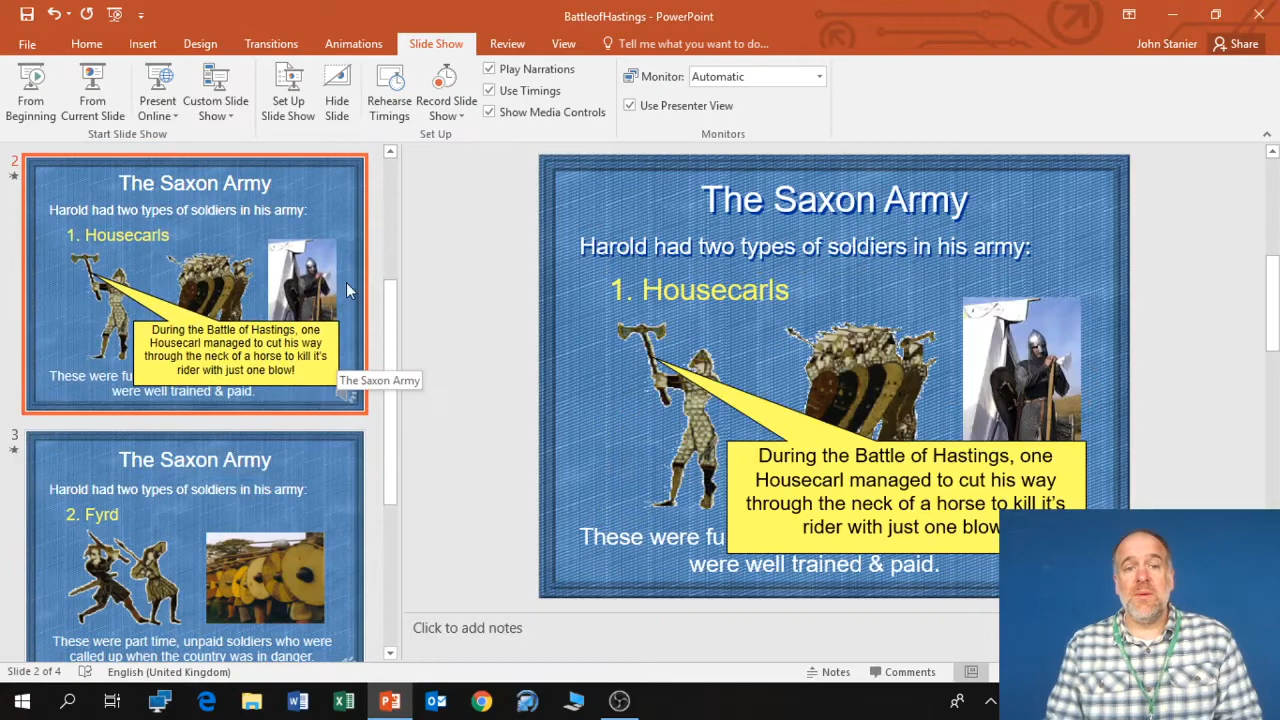 BattleofHastings - PowerPoint
File Home Insert Design Transitions Animations Slide Show Review View Tell me what you want to do... John Stanier Share
From Beginning
From Current Slide
Present Online
Custom Slide Show
Start Slide Show
Set Up Slide Show
Hide Slide
Rehearse Timings
Record Slide Show
Play Narrations
Use Timings
Show Media Controls
Set Up
Monitor: Automatic
Use Presenter View
Monitors
2
The Saxon Army
Harold had two types of soldiers in his army:
1. Housecarls
During the Battle of Hastings, one
Housecarl managed to cut his way
through the neck of a horse to kill it's
rider with just one blow!
These were fu
were well trained & paid.
The Saxon Army
3
The Saxon Army
Harold had two types of soldiers in his army:
2. Fyrd
These were part time, unpaid soldiers who were
called up when the country was in danger.
The Saxon Army
Harold had two types of soldiers in his army:
1. Housecarls
During the Battle of Hastings, one
Housecarl managed to cut his way
through the neck of a horse to kill it's
rider with just one blow
These were fu
were well trained & paid.
Click to add notes
Slide 2 of 4 English (United Kingdom) Notes Comments